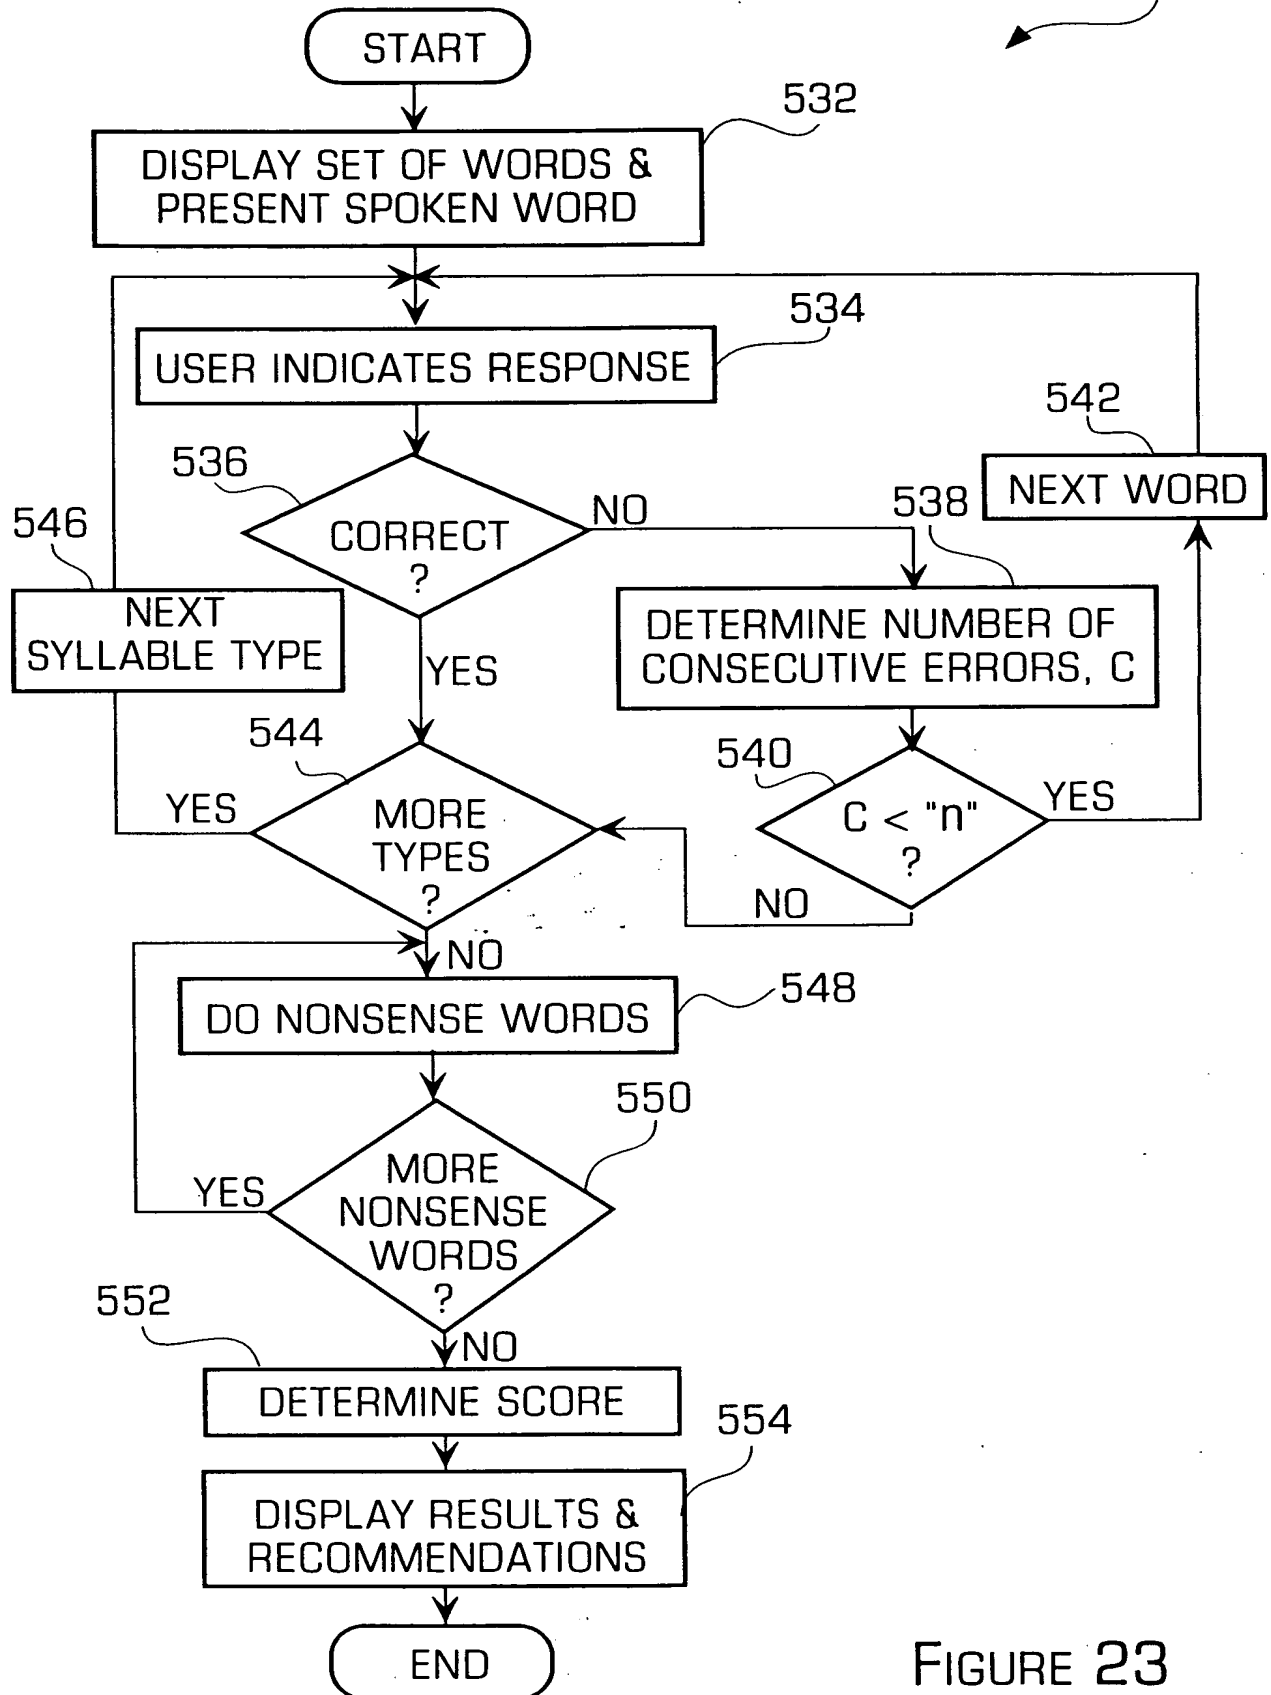 START
532
DISPLAY SET OF WORDS &
PRESENT SPOKEN WORD
534
USER INDICATES RESPONSE
542
NEXT WORD
536
CORRECT
?
NO
538
546
NEXT
SYLLABLE TYPE
DETERMINE NUMBER OF
CONSECUTIVE ERRORS, C
YES
544
540
YES
MORE
TYPES
?
C < "n"
?
YES
NO
NO
548
DO NONSENSE WORDS
550
YES
MORE
NONSENSE
WORDS
?
552
NO
DETERMINE SCORE
554
DISPLAY RESULTS &
RECOMMENDATIONS
END
FIGURE 23